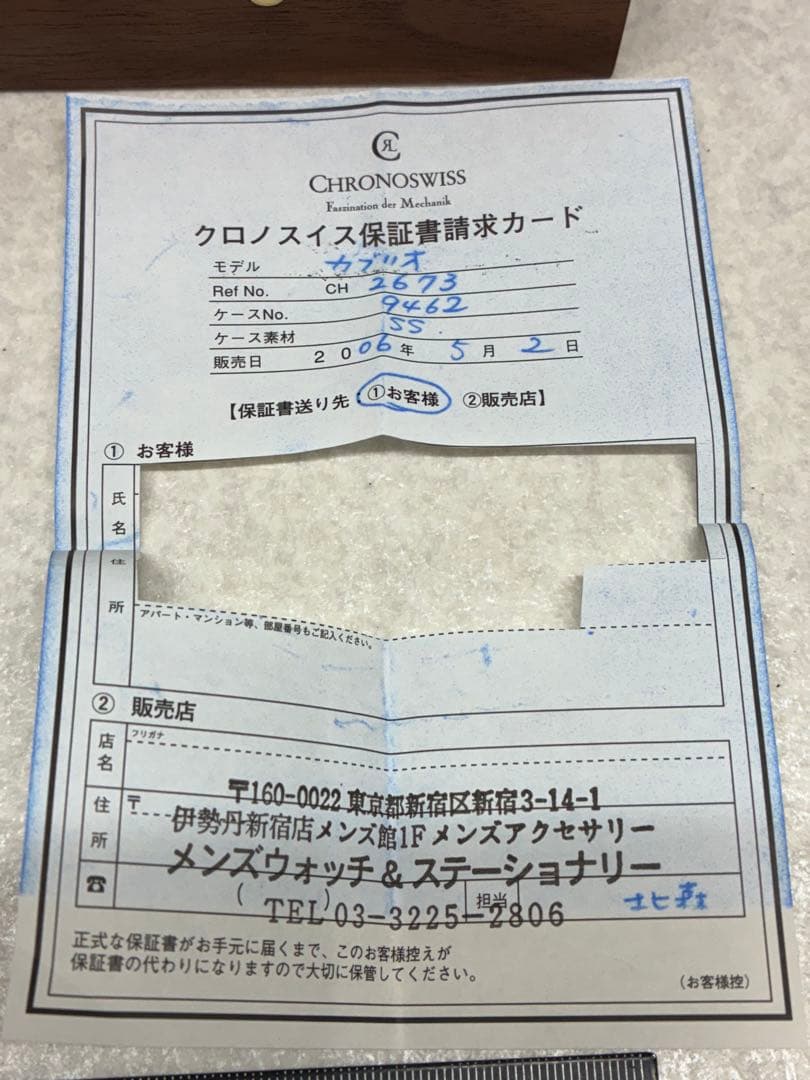 CHRONOSWISS
Faszination der Mechanik
クロノスイス保証書請求カード
モデル カブリオ
Ref No. CH 2673
ケースNo. 9462
ケース素材 SS.
販売日 2006年 5月 2日
【保証書送り先:①お客様 ②販売店】
① お客様
氏名
住所
アパート・マンション等、部屋番号もご記入ください。
② 販売店
店名 フリガナ
〒160-0022 東京都新宿区新宿3-14-1
住所 〒
伊勢丹新宿店メンズ館1F メンズアクセサリー
メンズウォッチ&ステーショナリー
☎ ( ) 担当 北森
TEL 03-3225-2806
正式な保証書がお手元に届くまで、このお客様控えが
保証書の代わりになりますので大切に保管してください。
(お客様控)